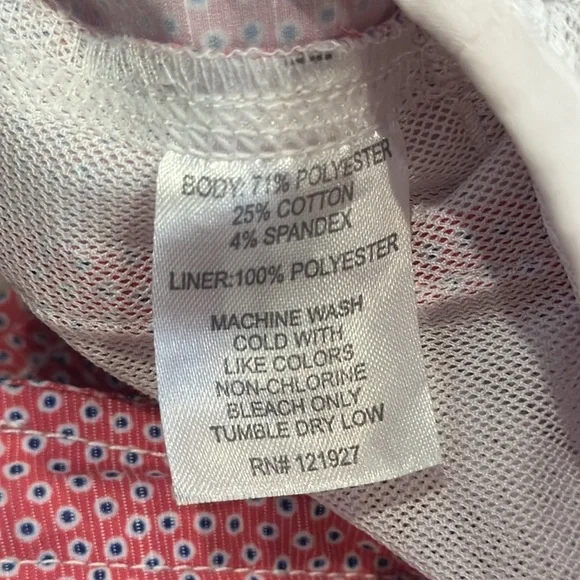 BODY: 71% POLYESTER
25% COTTON
4% SPANDEX
LINER:100% POLYESTER
MACHINE WASH
COLD WITH
LIKE COLORS
NON-CHLORINE
BLEACH ONLY
TUMBLE DRY LOW
RN# 121927